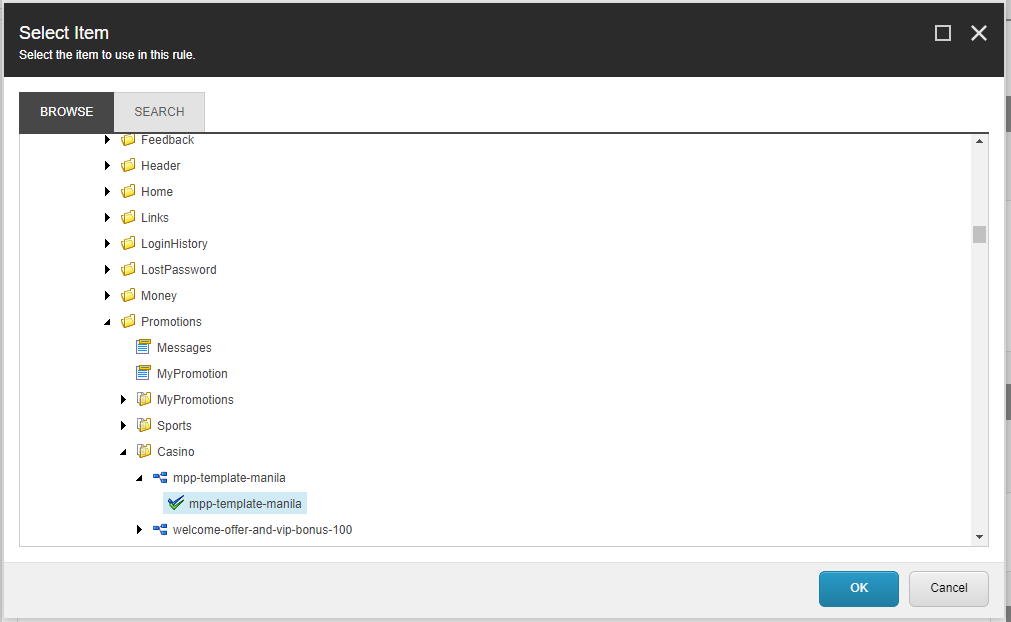 Select Item
Select the item to use in this rule.
BROWSE
SEARCH
Feedback
Header
Home
Links
LoginHistory
LostPassword
Money
Promotions
Messages
MyPromotion
MyPromotions
Sports
Casino
mpp-template-manila
mpp-template-manila
welcome-offer-and-vip-bonus-100
OK
Cancel